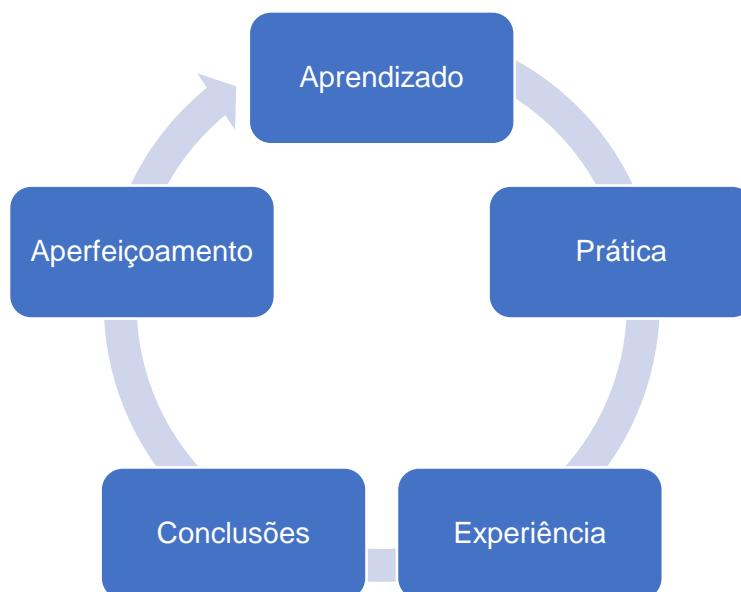 Aprendizado
Prática
Experiência
Conclusões
Aperfeiçoamento